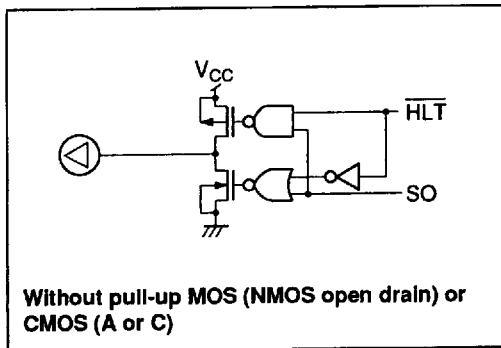 VCC
HLT
SO
Without pull-up MOS (NMOS open drain) or
CMOS (A or C)